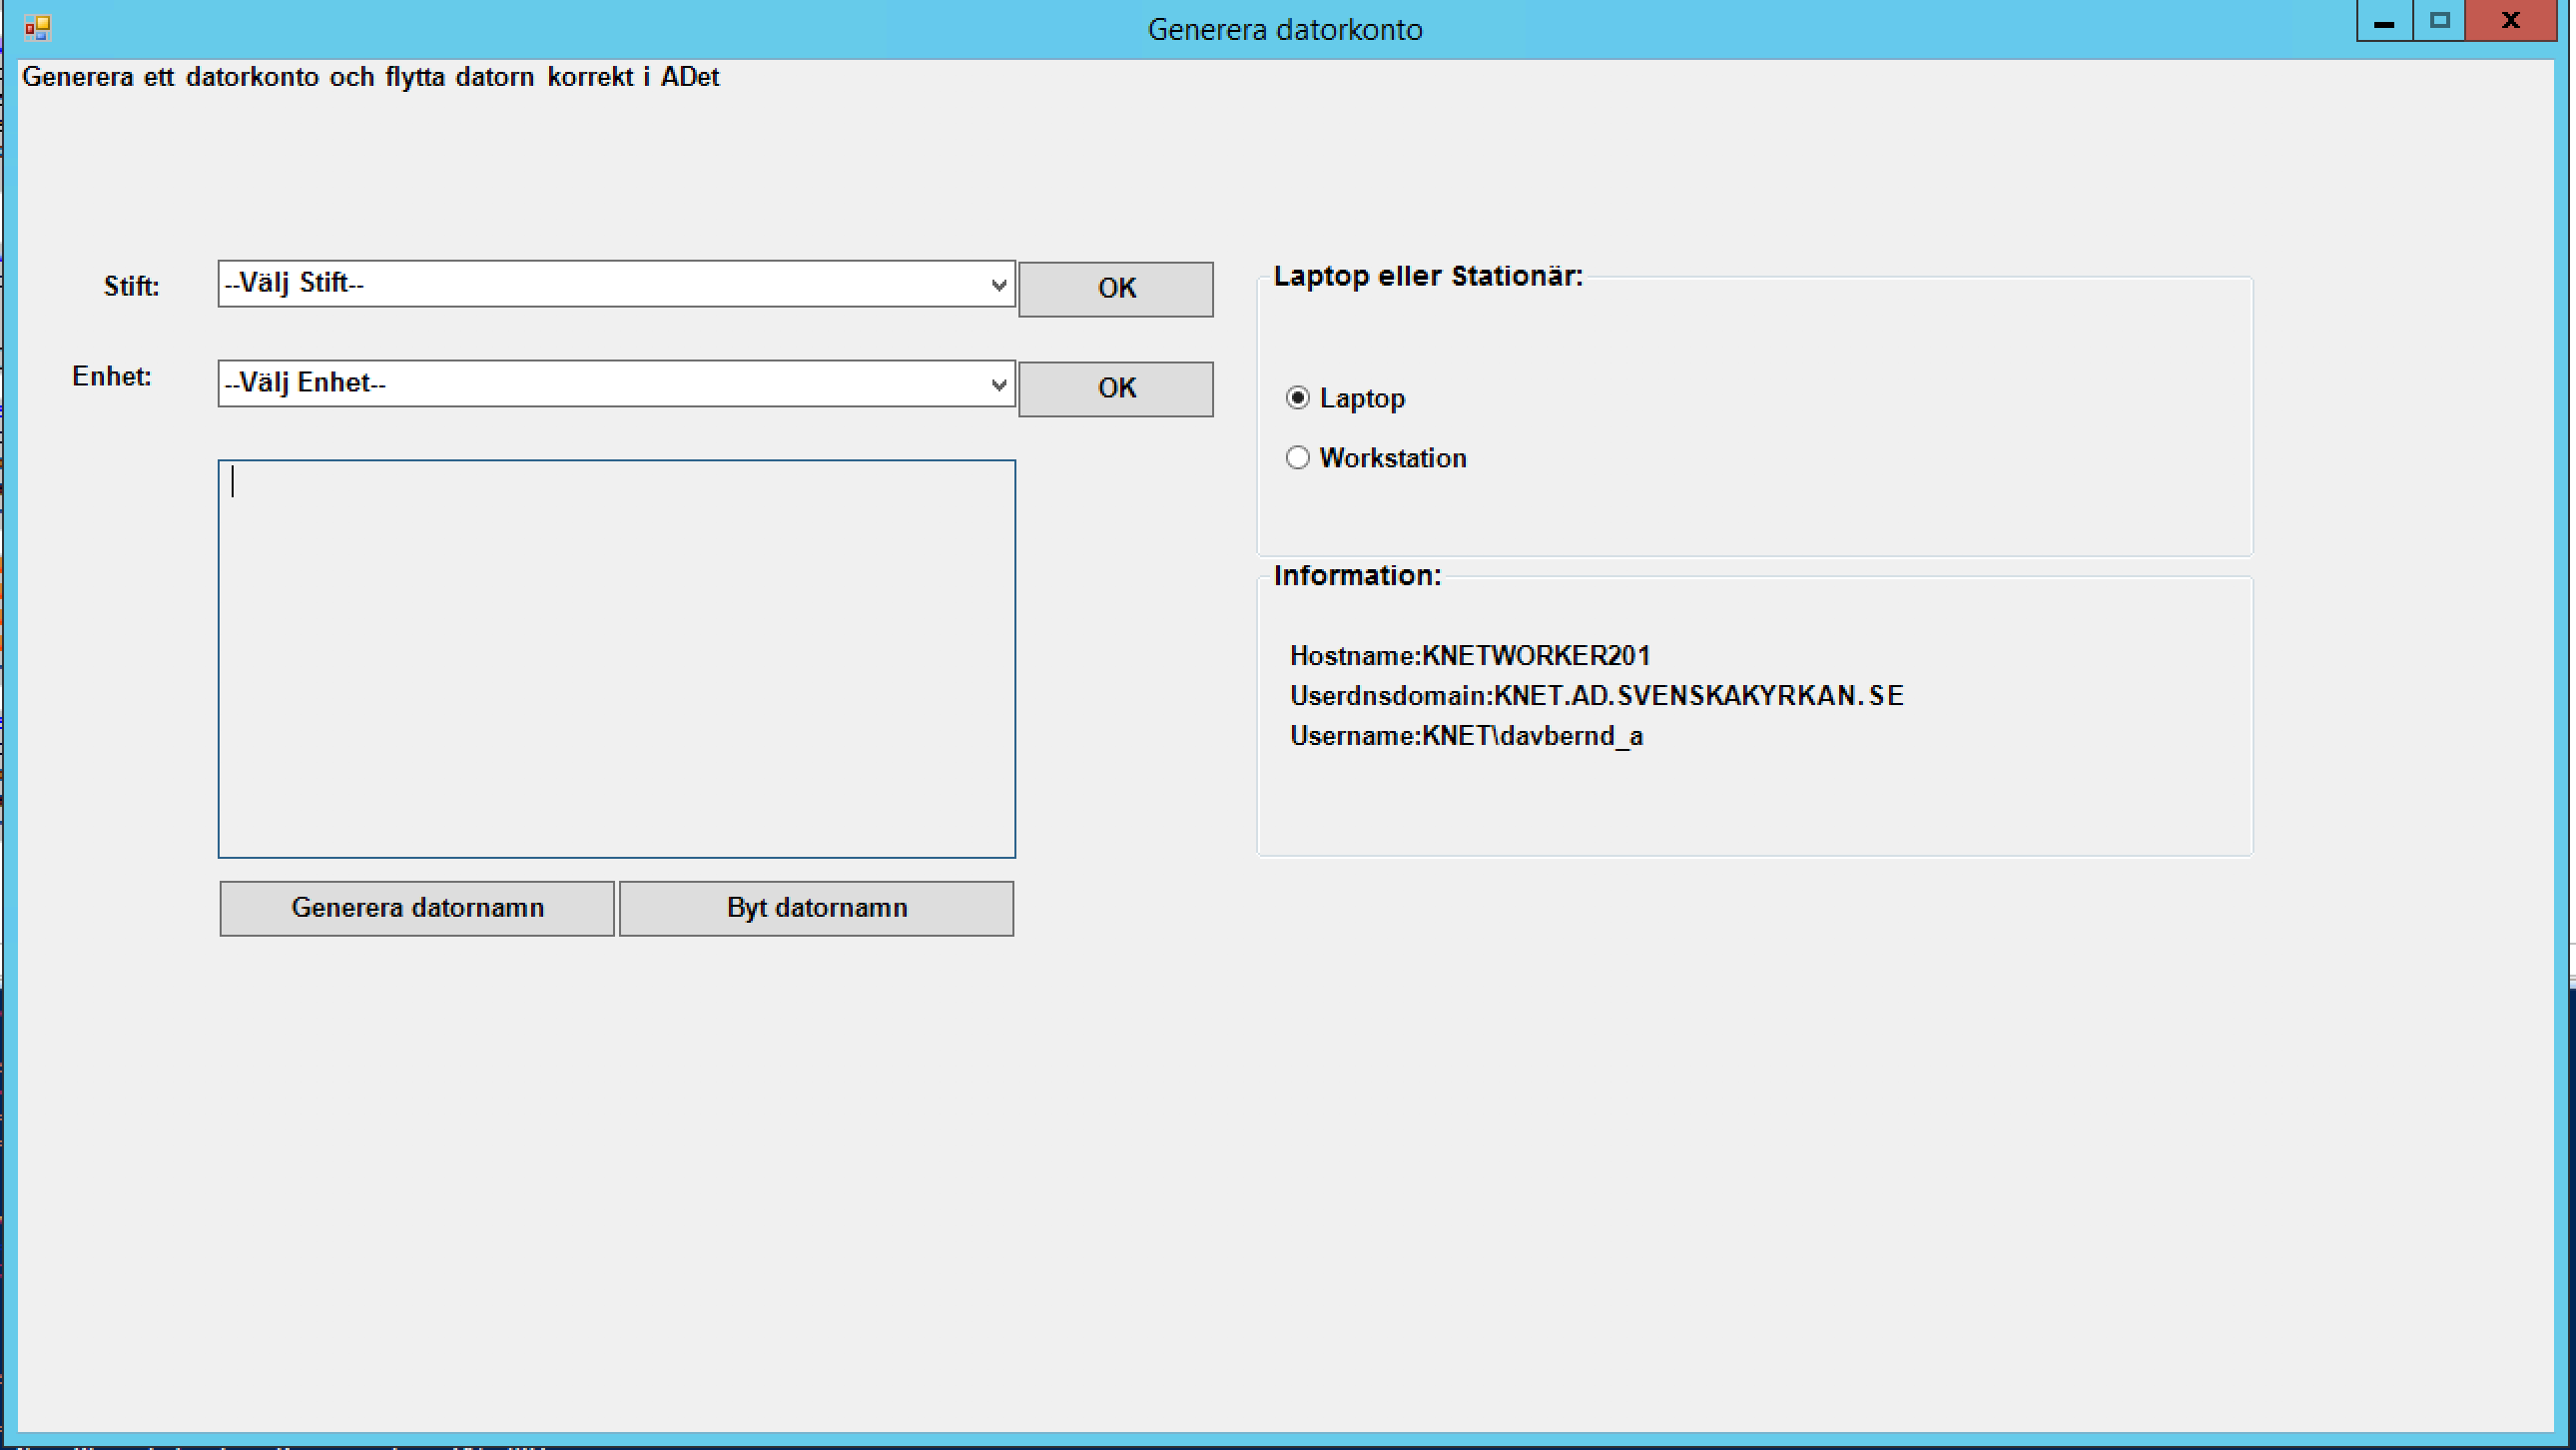 Generera datorkonto
Generera ett datorkonto och flytta datorn korrekt i ADet
Stift:
--Välj Stift--
OK
Enhet:
--Välj Enhet--
OK
Generera datornamn
Byt datornamn
Laptop eller Stationär:
Laptop
Workstation
Information:
Hostname:KNETWORKER201
Userdnsdomain:KNET.AD.SVENSKAKYRKAN.SE
Username:KNET\davbernd_a